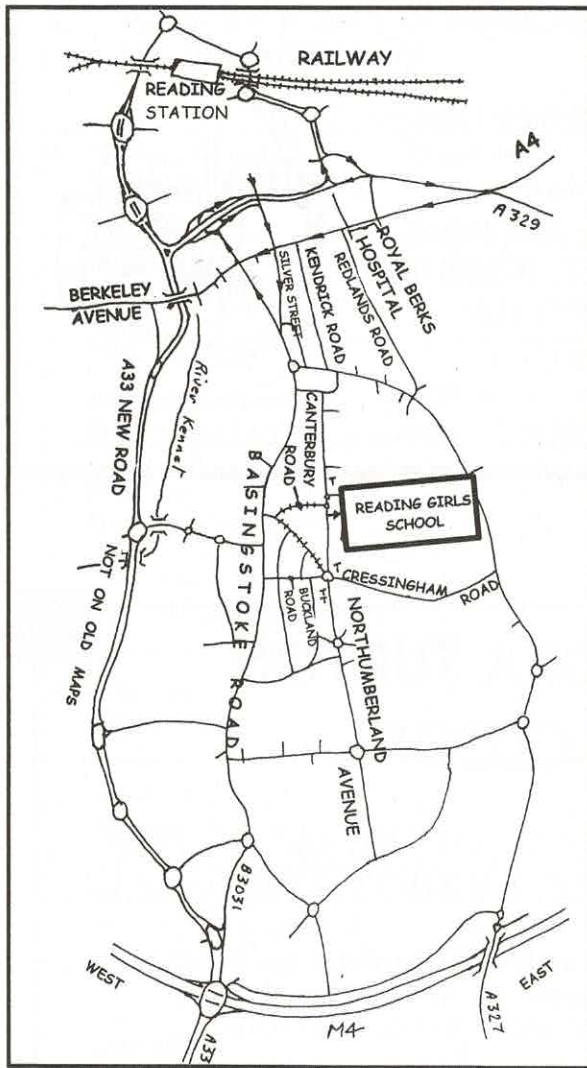 RAILWAY
READING
STATION
A4
A329
ROYAL BERKS
HOSPITAL
REDLANDS ROAD
KENDRICK ROAD
SILVER STREET
BERKELEY
AVENUE
A33 NEW ROAD
River Kennet
CANTERBURY
ROAD
BASINGSTOKE ROAD
READING GIRLS
SCHOOL
CRESSINGHAM
ROAD
BUCKLAND
ROAD
NOT ON OLD MAPS
NORTHUMBERLAND
AVENUE
B3031
WEST
EAST
M4
A33
A327